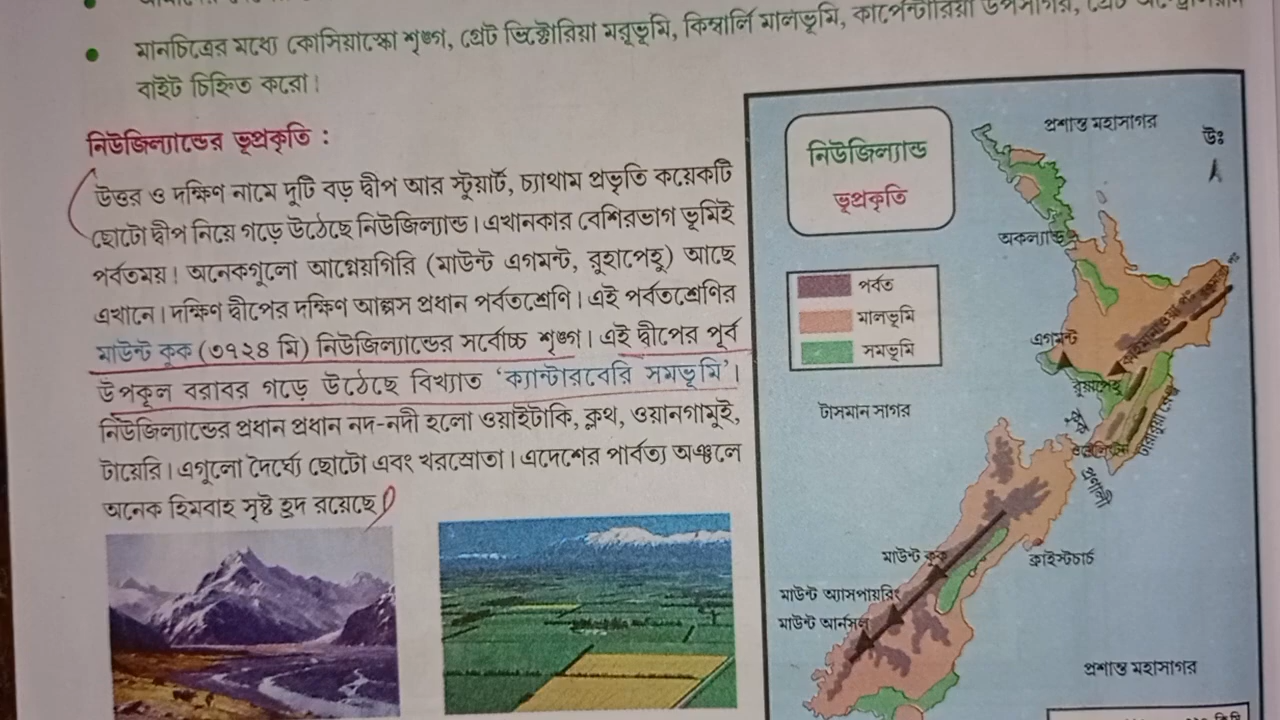 মানচিত্রের মধ্যে কোসিয়াস্কো শৃঙ্গ, গ্রেট ভিক্টোরিয়া মরুভূমি, কিম্বার্লি মালভূমি, কার্পেন্টারিয়া উপসাগর, গ্রেট
বাইট চিহ্নিত করো।
নিউজিল্যান্ডের ভূপ্রকৃতি :
উত্তর ও দক্ষিণ নামে দুটি বড় দ্বীপ আর স্টুয়ার্ট, চ্যাথাম প্রভৃতি কয়েকটি
ছোটো দ্বীপ নিয়ে গড়ে উঠেছে নিউজিল্যান্ড। এখানকার বেশিরভাগ ভূমিই
পর্বতময়। অনেকগুলো আগ্নেয়গিরি (মাউন্ট এগমন্ট, রুহাপেহু) আছে
এখানে। দক্ষিণ দ্বীপের দক্ষিণ আল্পস প্রধান পর্বতশ্রেণি। এই পর্বতশ্রেণির
মাউন্ট কুক (৩৭২৪ মি) নিউজিল্যান্ডের সর্বোচ্চ শৃঙ্গ। এই দ্বীপের পূর্ব
উপকূল বরাবর গড়ে উঠেছে বিখ্যাত ‘ক্যান্টারবেরি সমভূমি’।
নিউজিল্যান্ডের প্রধান প্রধান নদ-নদী হলো ওয়াইটাকি, ক্লুথ, ওয়ানগানুই,
টায়েরি। এগুলো দৈর্ঘ্যে ছোটো এবং খরস্রোতা। এদেশের পার্বত্য অঞ্চলে
অনেক হিমবাহ সৃষ্ট হ্রদ রয়েছে।
নিউজিল্যান্ড
ভূপ্রকৃতি
প্রশান্ত মহাসাগর
উঃ
অকল্যান্ড
পর্বত
মালভূমি
সমভূমি
এগমন্ট
রুয়াপেহু
টাসমান সাগর
প্রণালী
মাউন্ট কুক
ক্রাইস্টচার্চ
মাউন্ট অ্যাসপায়রিং
মাউন্ট আর্নসল
প্রশান্ত মহাসাগর